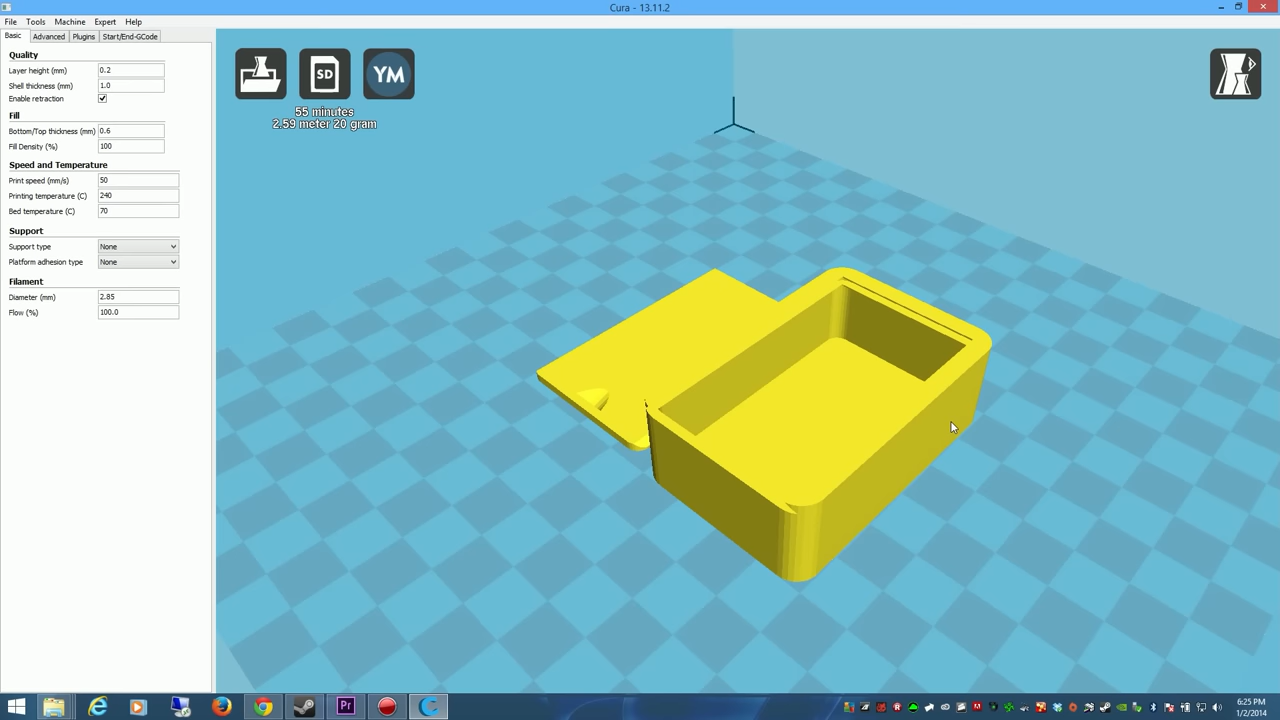 Cura - 13.11.2
File Tools Machine Expert Help
Basic Advanced Plugins Start/End-GCode
Quality
Layer height (mm) 0.2
Shell thickness (mm) 1.0
Enable retraction
Fill
Bottom/Top thickness (mm) 0.6
Fill Density (%) 100
Speed and Temperature
Print speed (mm/s) 50
Printing temperature (C) 240
Bed temperature (C) 70
Support
Support type None
Platform adhesion type None
Filament
Diameter (mm) 2.85
Flow (%) 100.0
SD YM
55 minutes
2.59 meter 20 gram
Pr
6:25 PM
1/2/2014